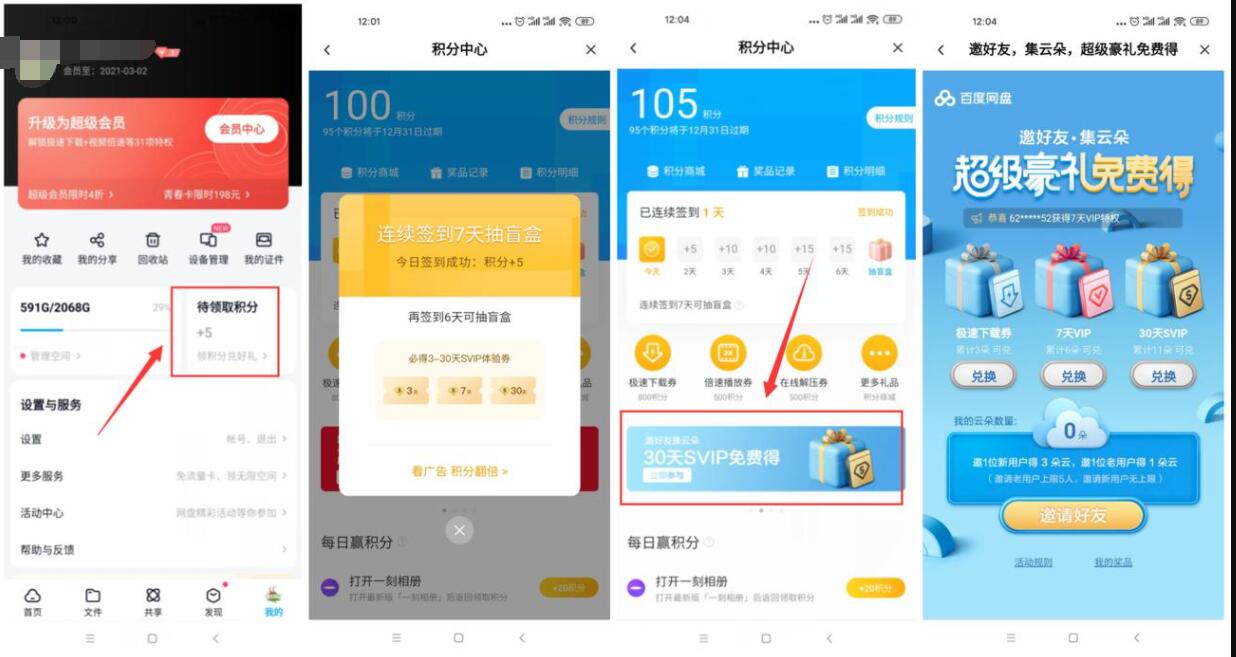 12:00
会员至：2021-03-02
升级为超级会员
解锁极速下载+视频倍速等31项特权
会员中心
超级会员限时4折 >
青春卡限时198元 >
NEW
我的收藏
我的分享
回收站
设备管理
我的证件
591G/2068G
29%
管理空间 >
待领取积分
+5
领积分兑好礼 >
设置与服务
设置
帐号、退出 >
更多服务
免流量卡、领无限空间 >
活动中心
网盘精彩活动等你参加 >
帮助与反馈
首页
文件
共享
发现
我的
12:01
89
积分中心
100 积分
95个积分将于12月31日过期
积分规则
积分商城
奖品记录
积分明细
连续签到7天抽盲盒
今日签到成功：积分+5
再签到6天可抽盲盒
必得3-30天SVIP体验券
3天
7天
30天
看广告 积分翻倍 >
每日赢积分
打开一刻相册
打开最新版「一刻相册」后返回领取积分
+20积分
12:04
89
积分中心
105 积分
95个积分将于12月31日过期
积分规则
积分商城
奖品记录
积分明细
已连续签到 1 天
签到成功
+5
+10
+10
+15
+15
今天
2天
3天
4天
5天
6天
抽盲盒
连续签到7天可抽盲盒
极速下载券
倍速播放券
在线解压券
更多礼品
800积分
500积分
500积分
积分商城
邀好友集云朵
30天SVIP免费得
立即参与
每日赢积分
打开一刻相册
打开最新版「一刻相册」后返回领取积分
+20积分
12:04
89
邀好友，集云朵，超级豪礼免费得
百度网盘
邀好友·集云朵
超级豪礼免费得
恭喜 62*****52获得7天VIP特权
极速下载券
7天VIP
30天SVIP
累计3朵 可兑
累计6朵 可兑
累计11朵 可兑
兑换
兑换
兑换
我的云朵数量:
0朵
邀1位新用户得 3 朵云，邀1位老用户得 1 朵云
（邀请老用户上限5人，邀请新用户无上限）
邀请好友
活动规则
我的奖品